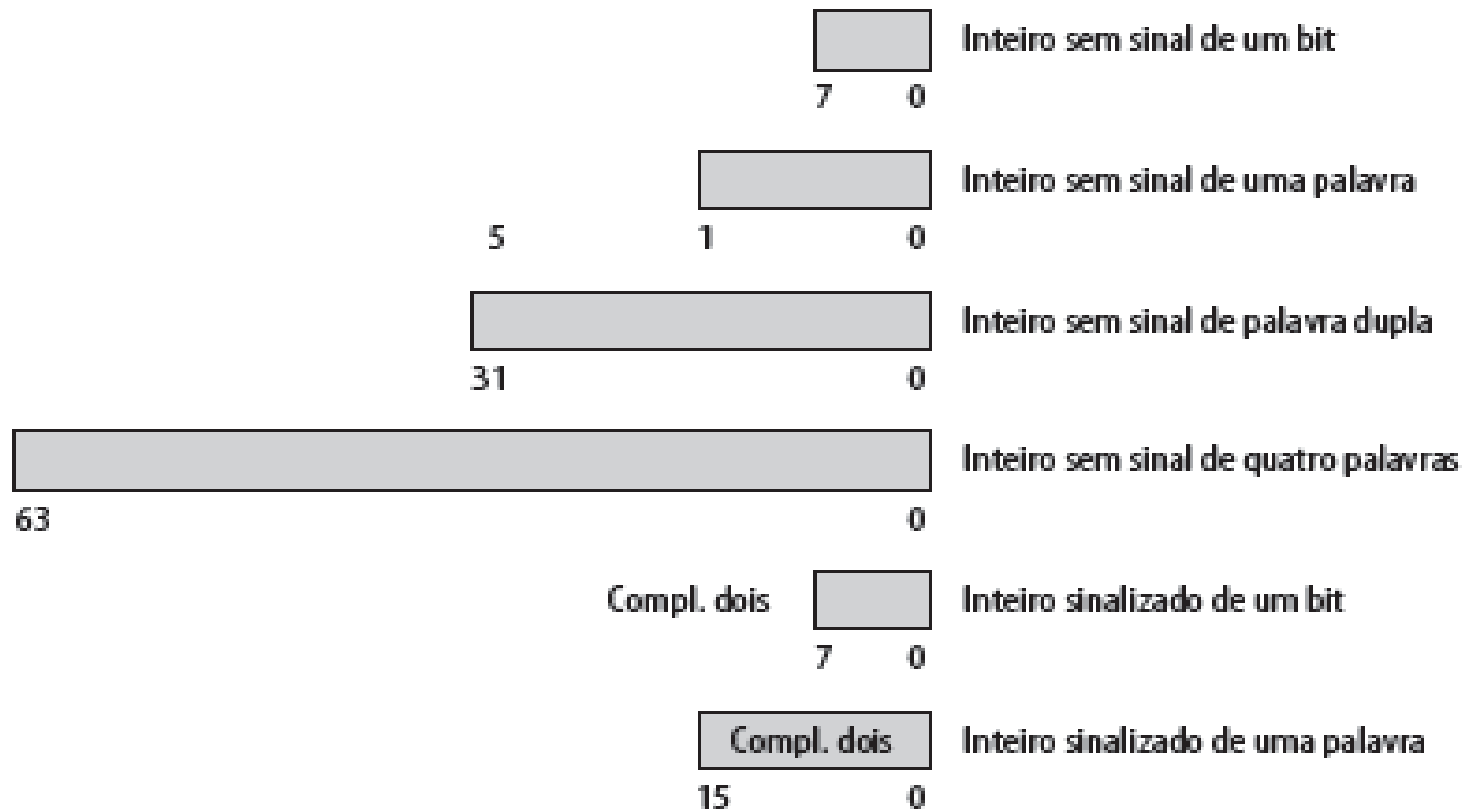 Inteiro sem sinal de um bit
7 0
Inteiro sem sinal de uma palavra
5 1 0
Inteiro sem sinal de palavra dupla
31 0
Inteiro sem sinal de quatro palavras
63 0
Compl. dois Inteiro sinalizado de um bit
7 0
Compl. dois Inteiro sinalizado de uma palavra
15 0